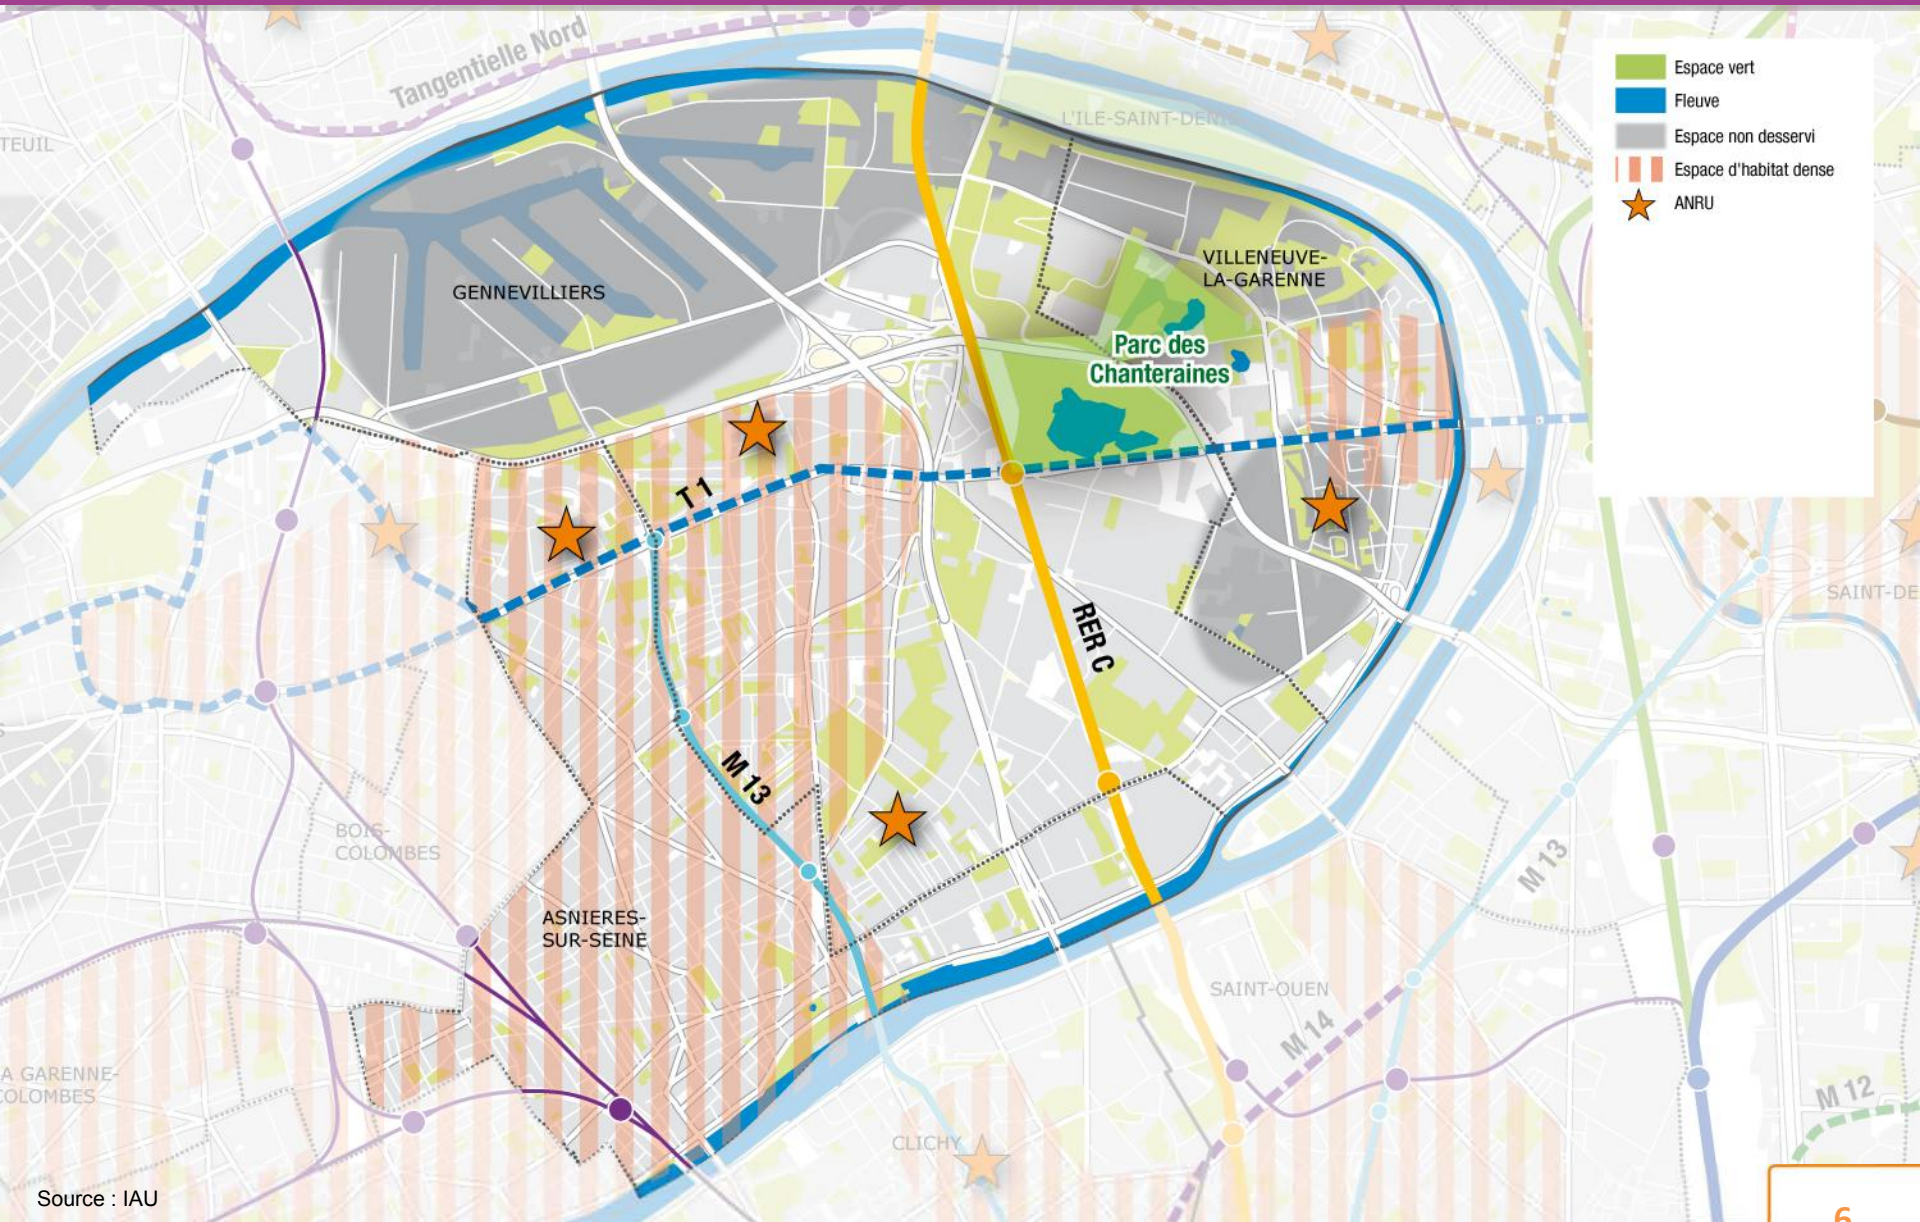 Tangentielle Nord
Espace vert
Fleuve
Espace non desservi
Espace d'habitat dense
ANRU
L'ILE-SAINT-DENIS
TEUIL
VILLENEUVE-
LA-GARENNE
GENNEVILLIERS
Parc des
Chanteraines
T 1
SAINT-DE
RER C
M 13
BOIS-
COLOMBES
M 13
ASNIERES-
SUR-SEINE
SAINT-OUEN
M 14
A GARENNE-
COLOMBES
M 12
CLICHY
Source : IAU
6